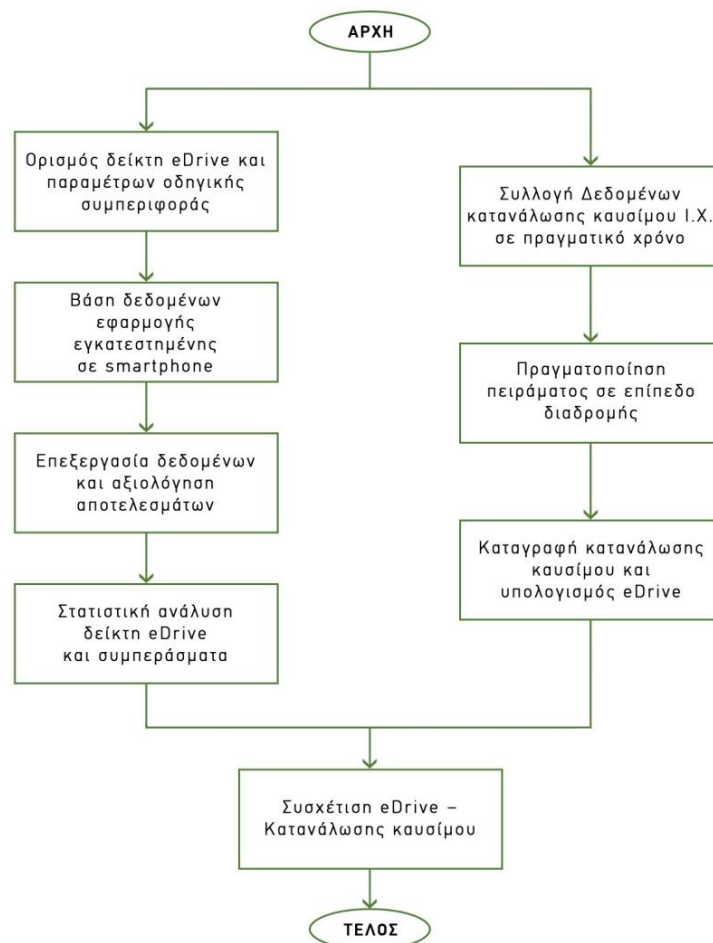 ΑΡΧΗ
Ορισμός δείκτη eDrive και
παραμέτρων οδηγικής
συμπεριφοράς
Βάση δεδομένων
εφαρμογής
εγκατεστημένης
σε smartphone
Επεξεργασία δεδομένων
και αξιολόγηση
αποτελεσμάτων
Στατιστική ανάλυση
δείκτη eDrive
και συμπεράσματα
Συλλογή Δεδομένων
κατανάλωσης καυσίμου Ι.Χ.
σε πραγματικό χρόνο
Πραγματοποίηση
πειράματος σε επίπεδο
διαδρομής
Καταγραφή κατανάλωσης
καυσίμου και
υπολογισμός eDrive
Συσχέτιση eDrive –
Κατανάλωσης καυσίμου
ΤΕΛΟΣ